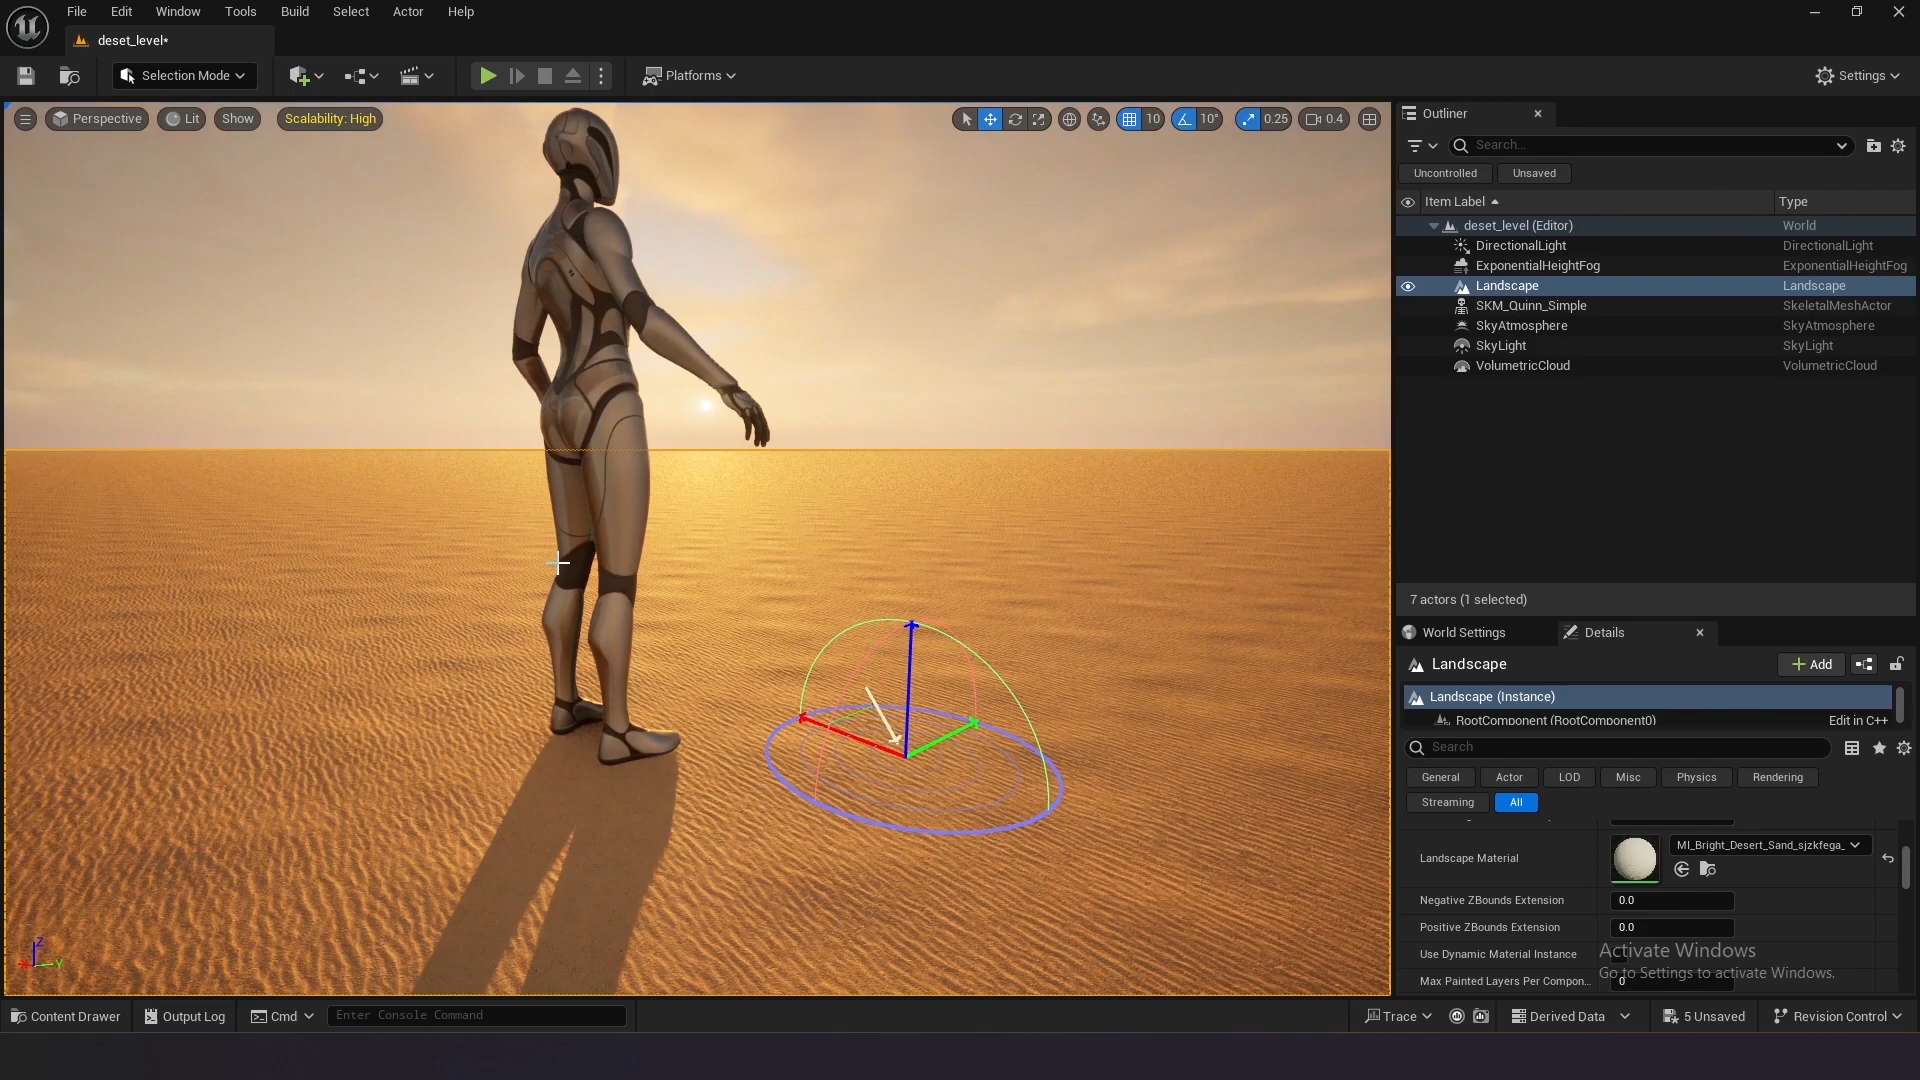 File Edit Window Tools Build Select Actor Help
deset_level*
Selection Mode
Platforms
Settings
Perspective Lit Show Scalability: High
10 10° 0.25 0.4
Outliner
Search...
Uncontrolled Unsaved
Item Label Type
deset_level (Editor) World
DirectionalLight DirectionalLight
ExponentialHeightFog ExponentialHeightFog
Landscape Landscape
SKM_Quinn_Simple SkeletalMeshActor
SkyAtmosphere SkyAtmosphere
SkyLight SkyLight
VolumetricCloud VolumetricCloud
7 actors (1 selected)
World Settings Details
Landscape Add
Landscape (Instance)
RootComponent (RootComponent0) Edit in C++
Search
General Actor LOD Misc Physics Rendering
Streaming All
Landscape Material MI_Bright_Desert_Sand_sjzkfega_
Negative ZBounds Extension 0.0
Positive ZBounds Extension 0.0
Use Dynamic Material Instance
Max Painted Layers Per Compon... 0
Activate Windows
Go to Settings to activate Windows.
Z
X Y
Content Drawer Output Log Cmd Enter Console Command Trace Derived Data 5 Unsaved Revision Control